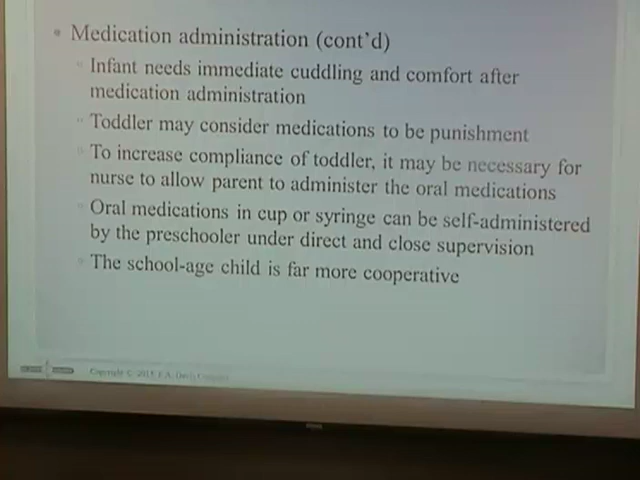 Medication administration (cont'd)
Infant needs immediate cuddling and comfort after
medication administration
Toddler may consider medications to be punishment
To increase compliance of toddler, it may be necessary for
nurse to allow parent to administer the oral medications
Oral medications in cup or syringe can be self-administered
by the preschooler under direct and close supervision
The school-age child is far more cooperative
Copyright © F.A. Davis Company